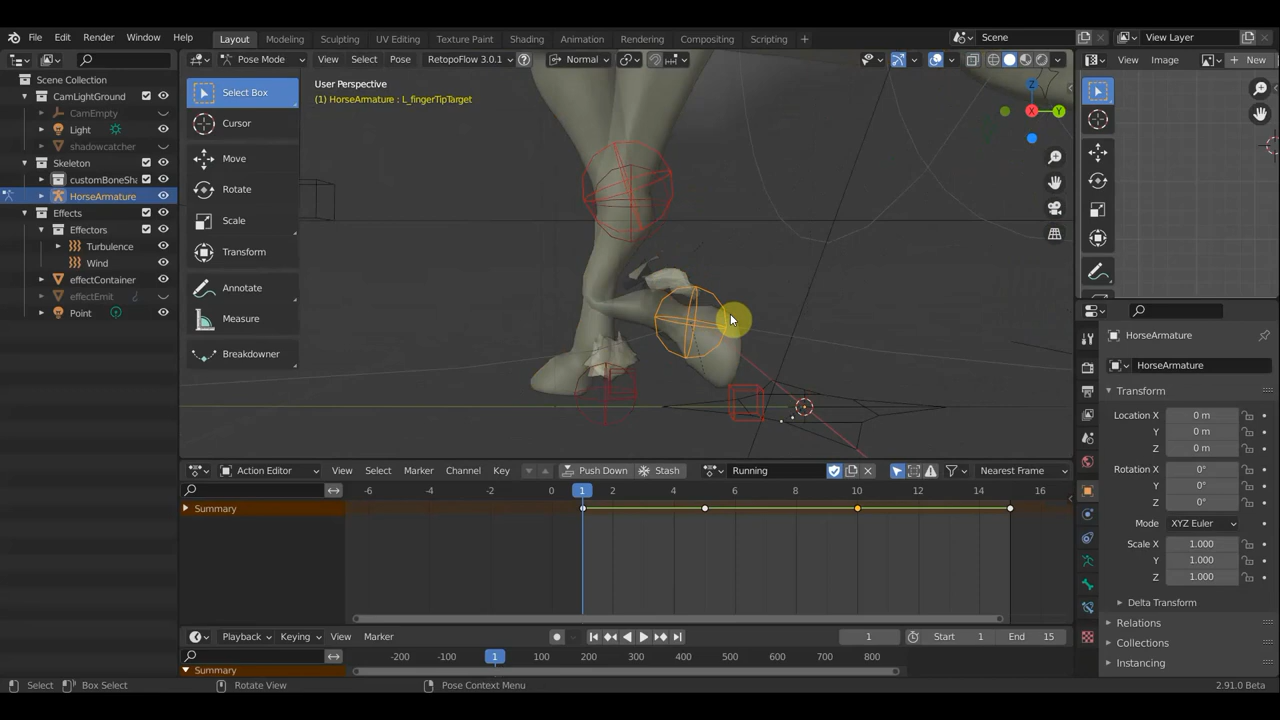 File Edit Render Window Help Layout Modeling Sculpting UV Editing Texture Paint Shading Animation Rendering Compositing Scripting Scene View Layer
Pose Mode View Select Pose RetopoFlow 3.0.1 Normal View Image New
Scene Collection
CamLightGround
CamEmpty
Light
shadowcatcher
Skeleton
customBoneSha
HorseArmature
Effects
Effectors
Turbulence
Wind
effectContainer
effectEmit
Point
Select Box
Cursor
Move
Rotate
Scale
Transform
Annotate
Measure
Breakdowner
User Perspective
(1) HorseArmature : L_fingerTipTarget
Z
Y
X
Action Editor View Select Marker Channel Key Push Down Stash Running Nearest Frame
-6 -4 -2 0 1 2 4 6 8 10 12 14 16
Summary
Playback Keying View Marker 1 Start 1 End 15
-200 -100 1 100 200 300 400 500 600 700 800
Summary
HorseArmature
HorseArmature
Transform
Location X 0 m
Y 0 m
Z 0 m
Rotation X 0°
Y 0°
Z 0°
Mode XYZ Euler
Scale X 1.000
Y 1.000
Z 1.000
Delta Transform
Relations
Collections
Instancing
Select Box Select Rotate View Pose Context Menu 2.91.0 Beta